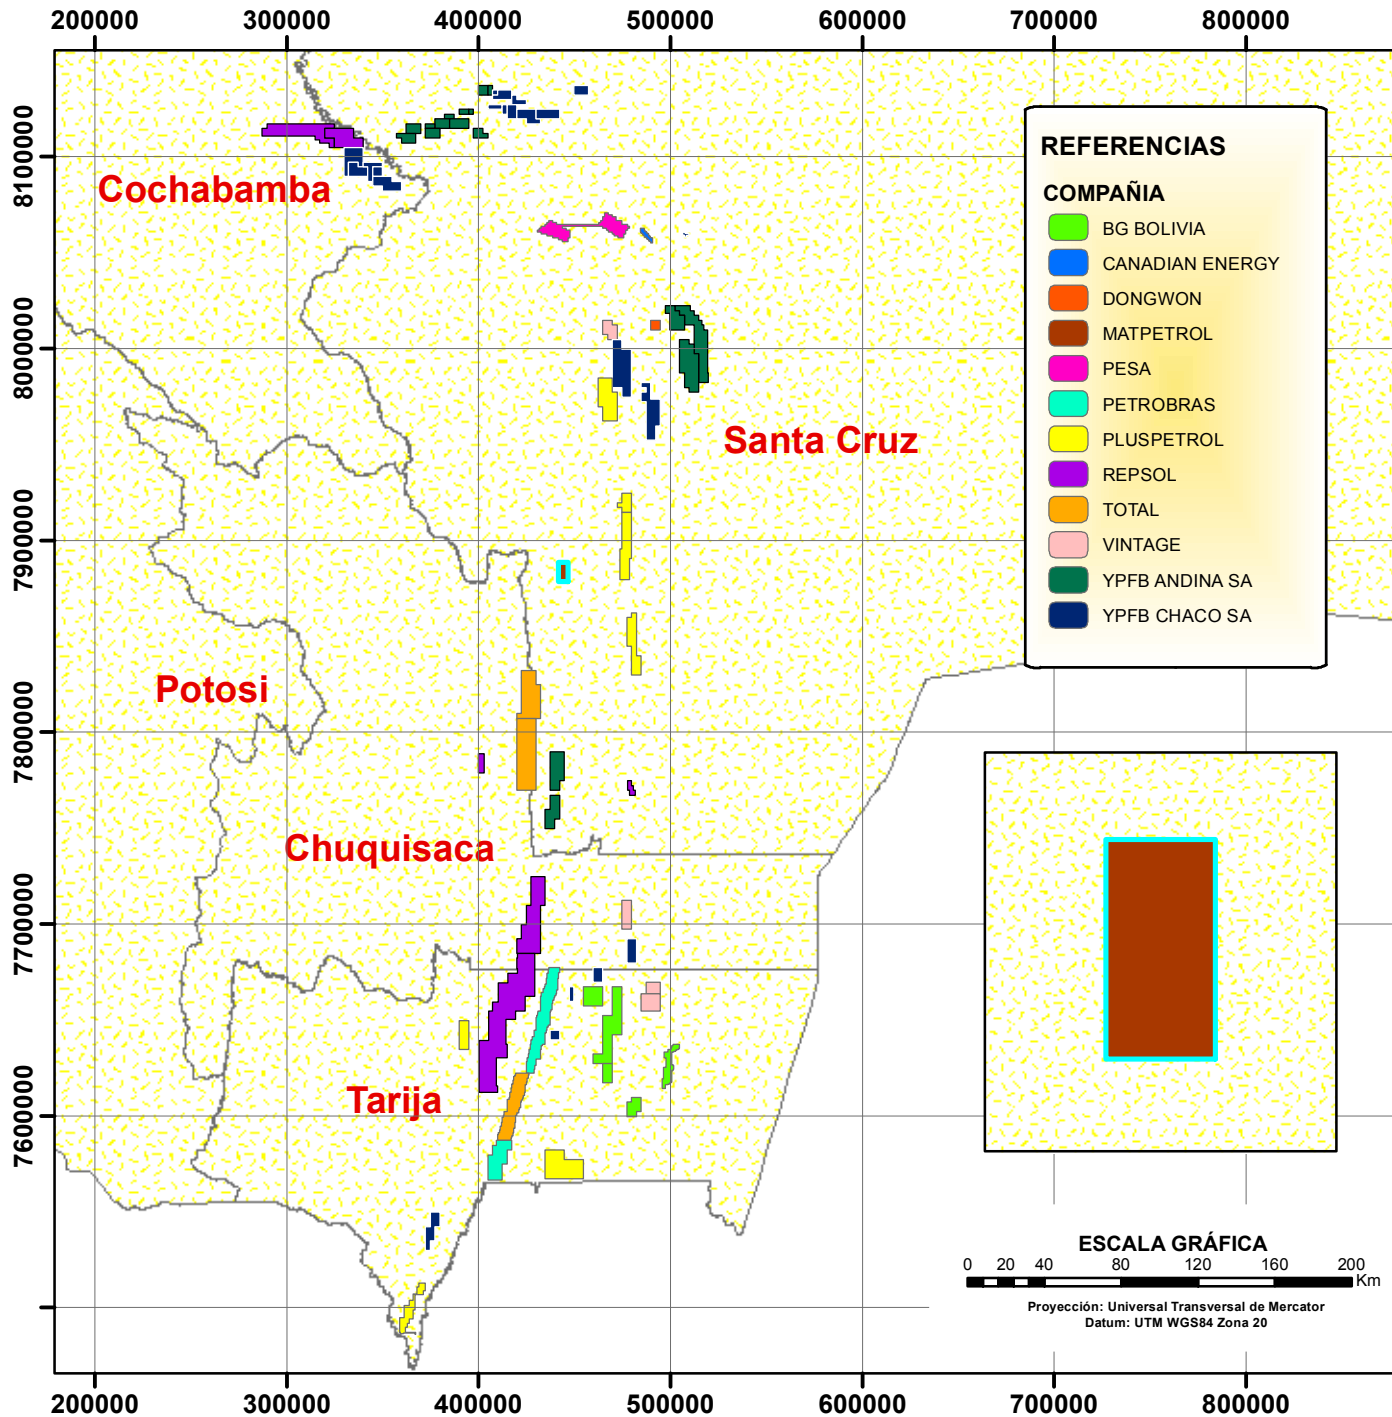 200000 300000 400000 500000 600000 700000 800000
8100000
8000000
7900000
7800000
7700000
7600000
Cochabamba
Santa Cruz
Potosi
Chuquisaca
Tarija
REFERENCIAS
COMPAÑIA
BG BOLIVIA
CANADIAN ENERGY
DONGWON
MATPETROL
PESA
PETROBRAS
PLUSPETROL
REPSOL
TOTAL
VINTAGE
YPFB ANDINA SA
YPFB CHACO SA
ESCALA GRÁFICA
0 20 40 80 120 160 200
Km
Proyección: Universal Transversal de Mercator
Datum: UTM WGS84 Zona 20
200000 300000 400000 500000 600000 700000 800000